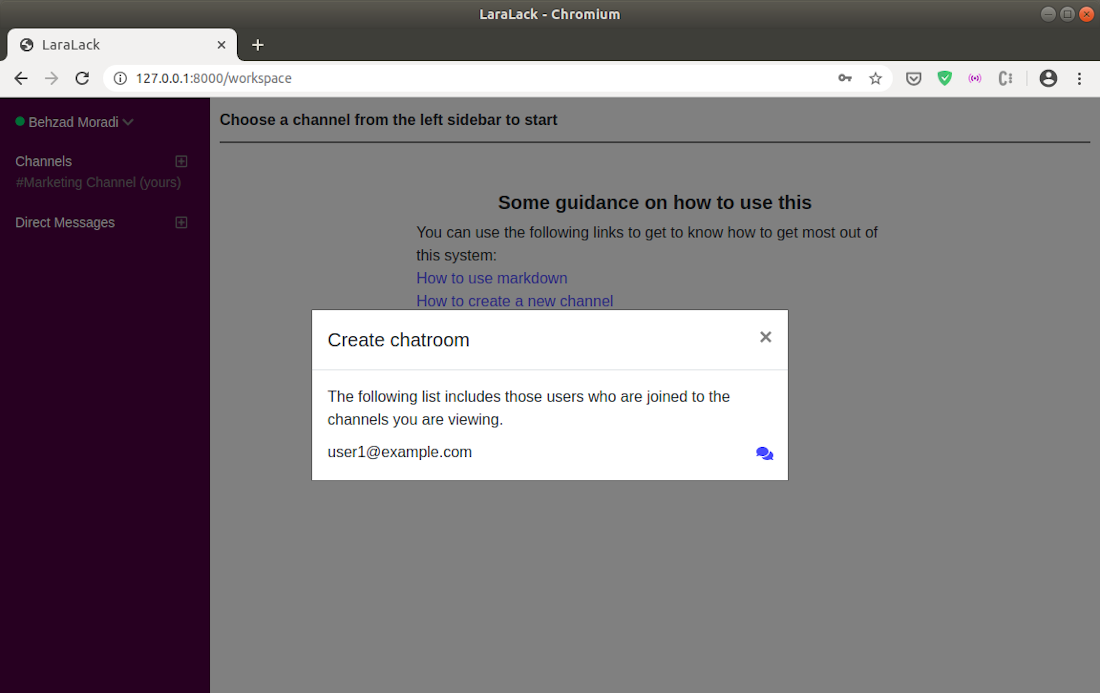 LaraLack - Chromium
LaraLack
127.0.0.1:8000/workspace
Behzad Moradi
Channels
#Marketing Channel (yours)
Direct Messages
Choose a channel from the left sidebar to start
Some guidance on how to use this
You can use the following links to get to know how to get most out of
this system:
How to use markdown
How to create a new channel
Create chatroom
The following list includes those users who are joined to the
channels you are viewing.
user1@example.com